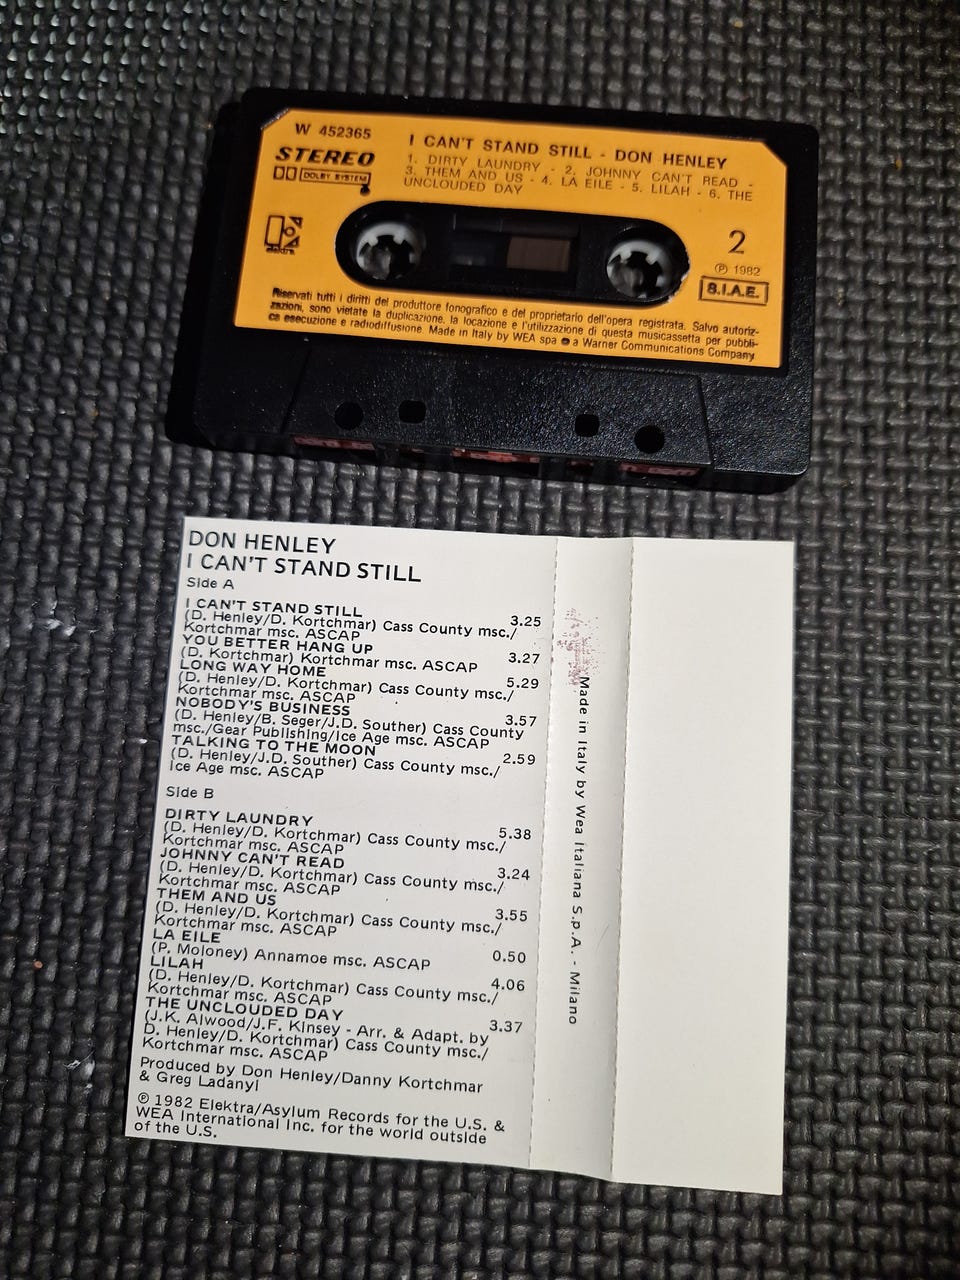 W 452365
STEREO
DOLBY SYSTEM
I CAN'T STAND STILL - DON HENLEY
1. DIRTY LAUNDRY - 2. JOHNNY CAN'T READ -
3. THEM AND US - 4. LA EILE - 5. LILAH - 6. THE
UNCLOUDED DAY
elektra
2
Ⓟ 1982
S.I.A.E.
Riservati tutti i diritti del produttore fonografico e del proprietario dell'opera registrata. Salvo autoriz-
zazioni, sono vietate la duplicazione, la locazione e l'utilizzazione di questa musicassetta per pubbli-
ca esecuzione e radiodiffusione. Made in Italy by WEA spa a Warner Communications Company
DON HENLEY
I CAN'T STAND STILL
Side A
I CAN'T STAND STILL 3.25
(D. Henley/D. Kortchmar) Cass County msc./
Kortchmar msc. ASCAP
YOU BETTER HANG UP 3.27
(D. Kortchmar) Kortchmar msc. ASCAP
LONG WAY HOME 5.29
(D. Henley/D. Kortchmar) Cass County msc./
Kortchmar msc. ASCAP
NOBODY'S BUSINESS 3.57
(D. Henley/B. Seger/J.D. Souther) Cass County
msc./Gear Publishing/Ice Age msc. ASCAP
TALKING TO THE MOON 2.59
(D. Henley/J.D. Souther) Cass County msc./
Ice Age msc. ASCAP
Side B
DIRTY LAUNDRY 5.38
(D. Henley/D. Kortchmar) Cass County msc./
Kortchmar msc. ASCAP
JOHNNY CAN'T READ 3.24
(D. Henley/D. Kortchmar) Cass County msc./
Kortchmar msc. ASCAP
THEM AND US 3.55
(D. Henley/D. Kortchmar) Cass County msc./
Kortchmar msc. ASCAP
LA EILE 0.50
(P. Moloney) Annamoe msc. ASCAP
LILAH 4.06
(D. Henley/D. Kortchmar) Cass County msc./
Kortchmar msc. ASCAP
THE UNCLOUDED DAY 3.37
(J.K. Alwood/J.F. Kinsey - Arr. & Adapt. by
D. Henley/D. Kortchmar) Cass County msc./
Kortchmar msc. ASCAP
Produced by Don Henley/Danny Kortchmar
& Greg Ladanyi
Ⓟ 1982 Elektra/Asylum Records for the U.S. &
WEA International Inc. for the world outside
of the U.S.
Made in Italy by Wea Italiana S.p.A. - Milano